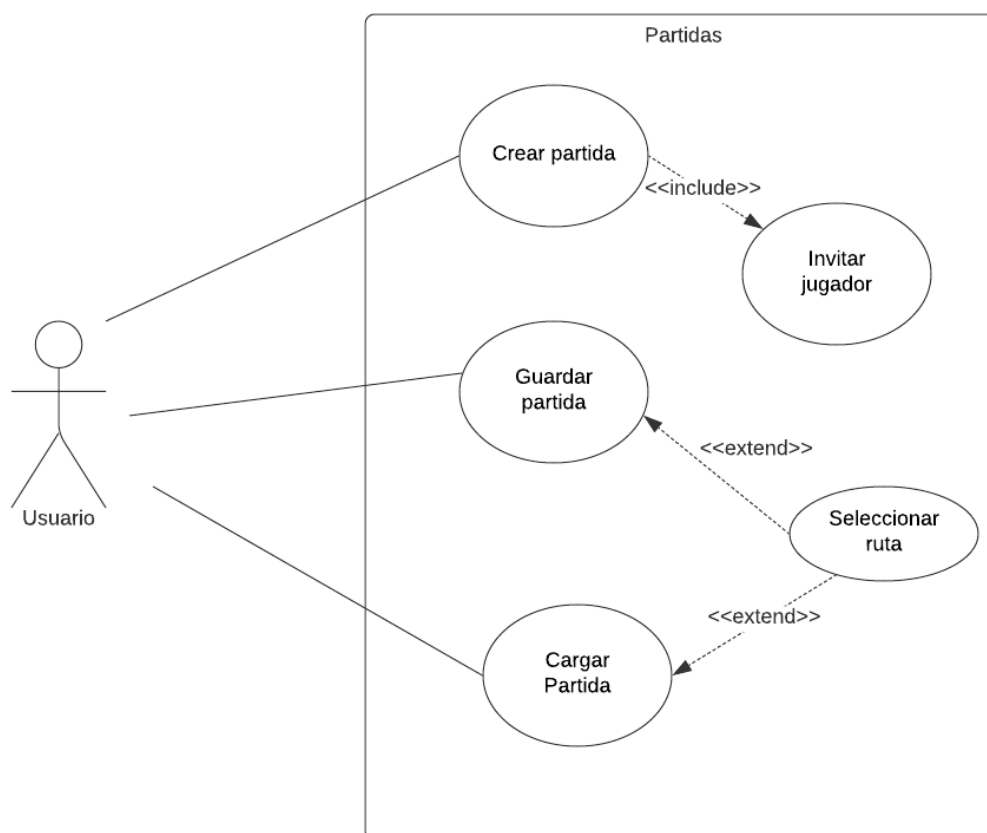 Partidas
Crear partida
<<include>>
Invitar
jugador
Guardar
partida
<<extend>>
Seleccionar
ruta
Usuario
<<extend>>
Cargar
Partida